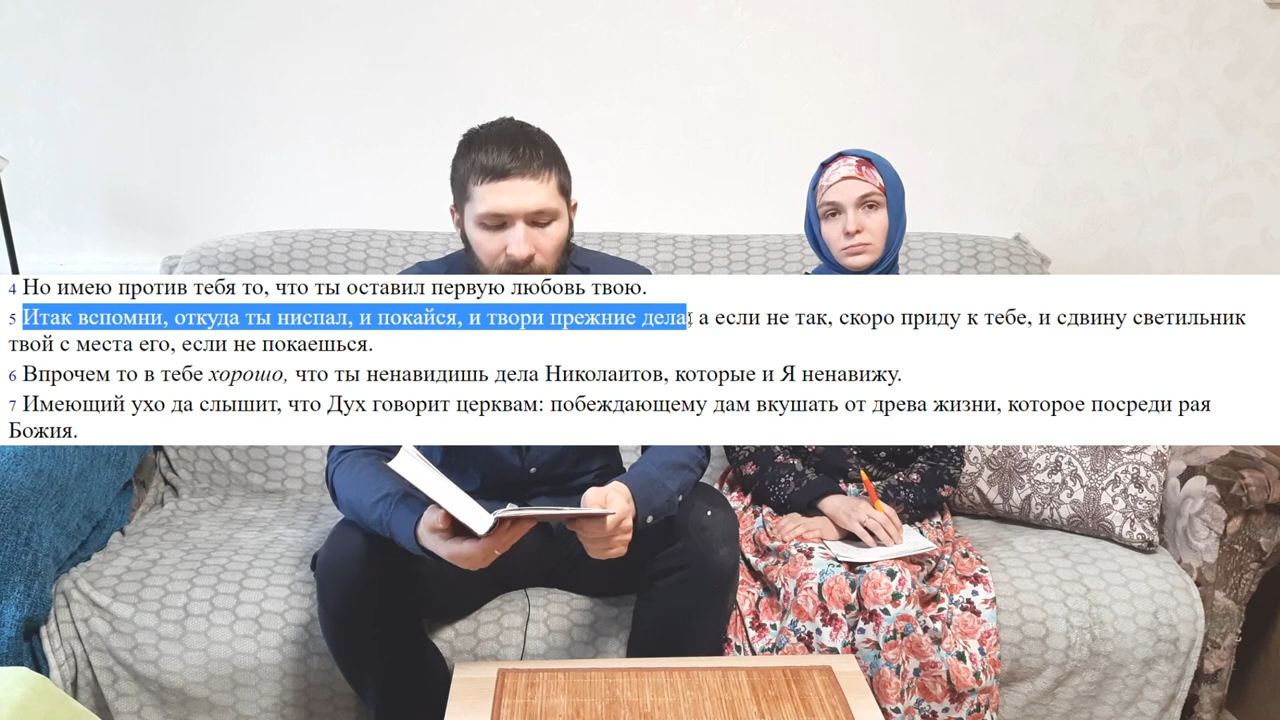 4 Но имею против тебя то, что ты оставил первую любовь твою.
5 Итак вспомни, откуда ты ниспал, и покайся, и твори прежние дела; а если не так, скоро приду к тебе, и сдвину светильник
твой с места его, если не покаешься.
6 Впрочем то в тебе хорошо, что ты ненавидишь дела Николаитов, которые и Я ненавижу.
7 Имеющий ухо да слышит, что Дух говорит церквам: побеждающему дам вкушать от древа жизни, которое посреди рая
Божия.